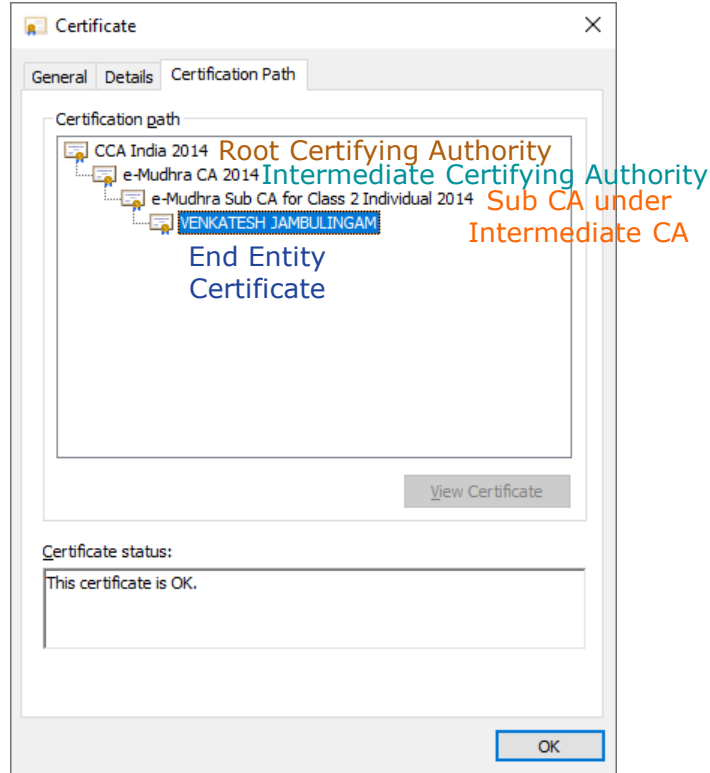 Certificate
General Details Certification Path
Certification path
CCA India 2014 Root Certifying Authority
e-Mudhra CA 2014 Intermediate Certifying Authority
e-Mudhra Sub CA for Class 2 Individual 2014 Sub CA under
Intermediate CA
VENKATESH JAMBULINGAM
End Entity
Certificate
View Certificate
Certificate status:
This certificate is OK.
OK